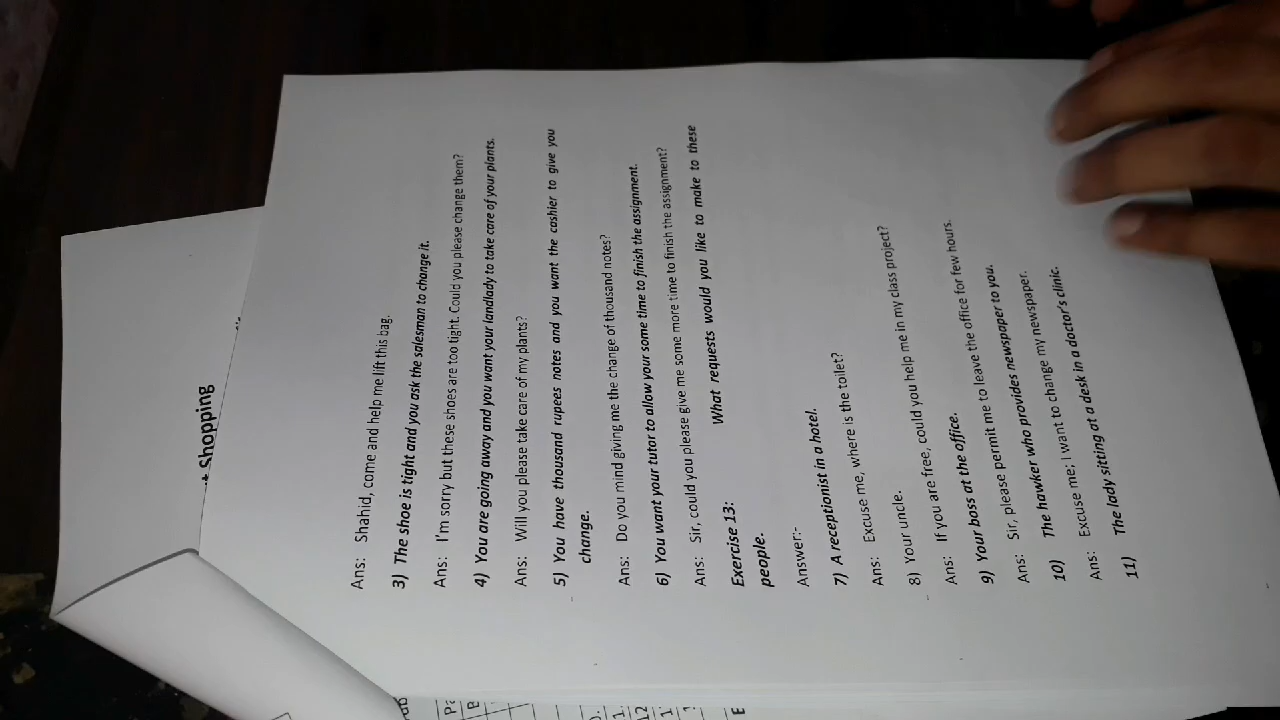 Shopping
Ans: Shahid, come and help me lift this bag.
3) The shoe is tight and you ask the salesman to change it.
Ans: I'm sorry but these shoes are too tight. Could you please change them?
4) You are going away and you want your landlady to take care of your plants.
Ans: Will you please take care of my plants?
5) You have thousand rupees notes and you want the cashier to give you
change.
Ans: Do you mind giving me the change of thousand notes?
6) You want your tutor to allow your some time to finish the assignment.
Ans: Sir, could you please give me some more time to finish the assignment?
Exercise 13: What requests would you like to make to these
people.
Answer:-
7) A receptionist in a hotel.
Ans: Excuse me, where is the toilet?
8) Your uncle.
Ans: If you are free, could you help me in my class project?
9) Your boss at the office.
Ans: Sir, please permit me to leave the office for few hours.
10) The hawker who provides newspaper to you.
Ans: Excuse me; I want to change my newspaper.
11) The lady sitting at a desk in a doctor's clinic.